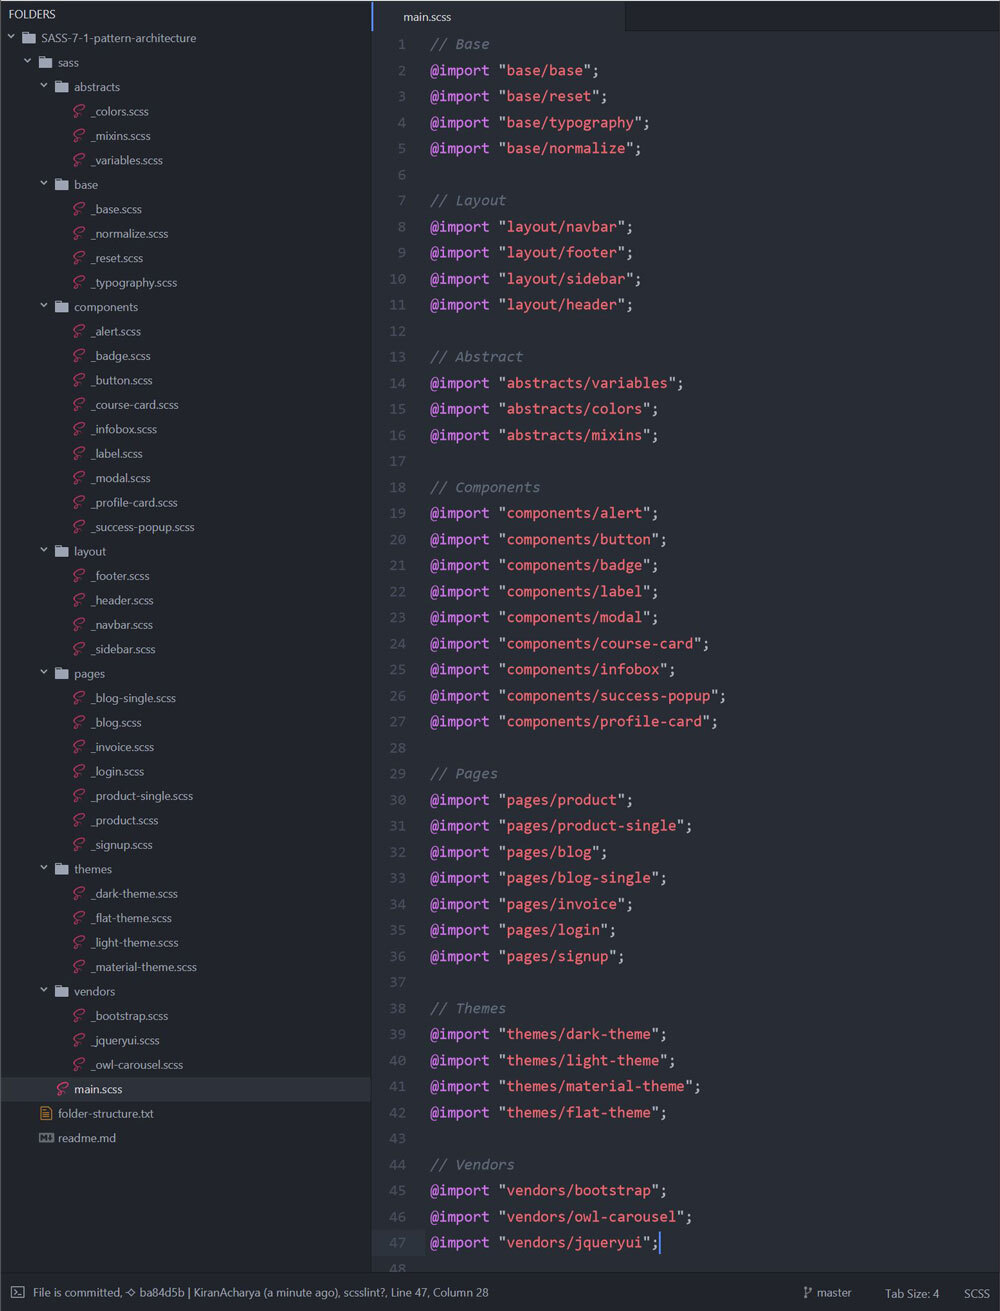 FOLDERS
SASS-7-1-pattern-architecture
sass
abstracts
_colors.scss
_mixins.scss
_variables.scss
base
_base.scss
_normalize.scss
_reset.scss
_typography.scss
components
_alert.scss
_badge.scss
_button.scss
_course-card.scss
_infobox.scss
_label.scss
_modal.scss
_profile-card.scss
_success-popup.scss
layout
_footer.scss
_header.scss
_navbar.scss
_sidebar.scss
pages
_blog-single.scss
_blog.scss
_invoice.scss
_login.scss
_product-single.scss
_product.scss
_signup.scss
themes
_dark-theme.scss
_flat-theme.scss
_light-theme.scss
_material-theme.scss
vendors
_bootstrap.scss
_jqueryui.scss
_owl-carousel.scss
main.scss
folder-structure.txt
readme.md
main.scss
1 // Base
2 @import "base/base";
3 @import "base/reset";
4 @import "base/typography";
5 @import "base/normalize";
6
7 // Layout
8 @import "layout/navbar";
9 @import "layout/footer";
10 @import "layout/sidebar";
11 @import "layout/header";
12
13 // Abstract
14 @import "abstracts/variables";
15 @import "abstracts/colors";
16 @import "abstracts/mixins";
17
18 // Components
19 @import "components/alert";
20 @import "components/button";
21 @import "components/badge";
22 @import "components/label";
23 @import "components/modal";
24 @import "components/course-card";
25 @import "components/infobox";
26 @import "components/success-popup";
27 @import "components/profile-card";
28
29 // Pages
30 @import "pages/product";
31 @import "pages/product-single";
32 @import "pages/blog";
33 @import "pages/blog-single";
34 @import "pages/invoice";
35 @import "pages/login";
36 @import "pages/signup";
37
38 // Themes
39 @import "themes/dark-theme";
40 @import "themes/light-theme";
41 @import "themes/material-theme";
42 @import "themes/flat-theme";
43
44 // Vendors
45 @import "vendors/bootstrap";
46 @import "vendors/owl-carousel";
47 @import "vendors/jqueryui";
48
File is committed, ba84d5b | KiranAcharya (a minute ago), scsslint?, Line 47, Column 28
master
Tab Size: 4
SCSS